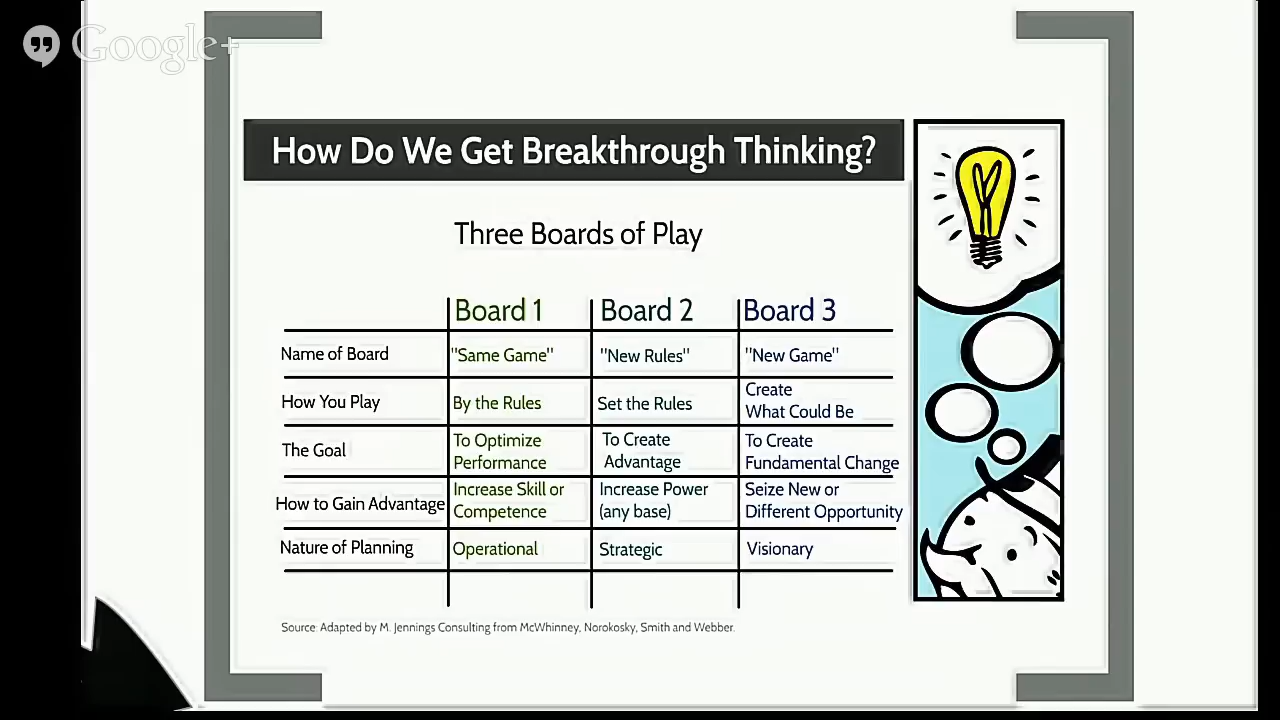 Google+
How Do We Get Breakthrough Thinking?
Three Boards of Play
Board 1 Board 2 Board 3
Name of Board "Same Game" "New Rules" "New Game"
How You Play By the Rules Set the Rules Create
What Could Be
The Goal To Optimize To Create To Create
Performance Advantage Fundamental Change
How to Gain Advantage Increase Skill or Increase Power Seize New or
Competence (any base) Different Opportunity
Nature of Planning Operational Strategic Visionary
Source: Adapted by M. Jennings Consulting from McWhinney, Norokosky, Smith and Webber.